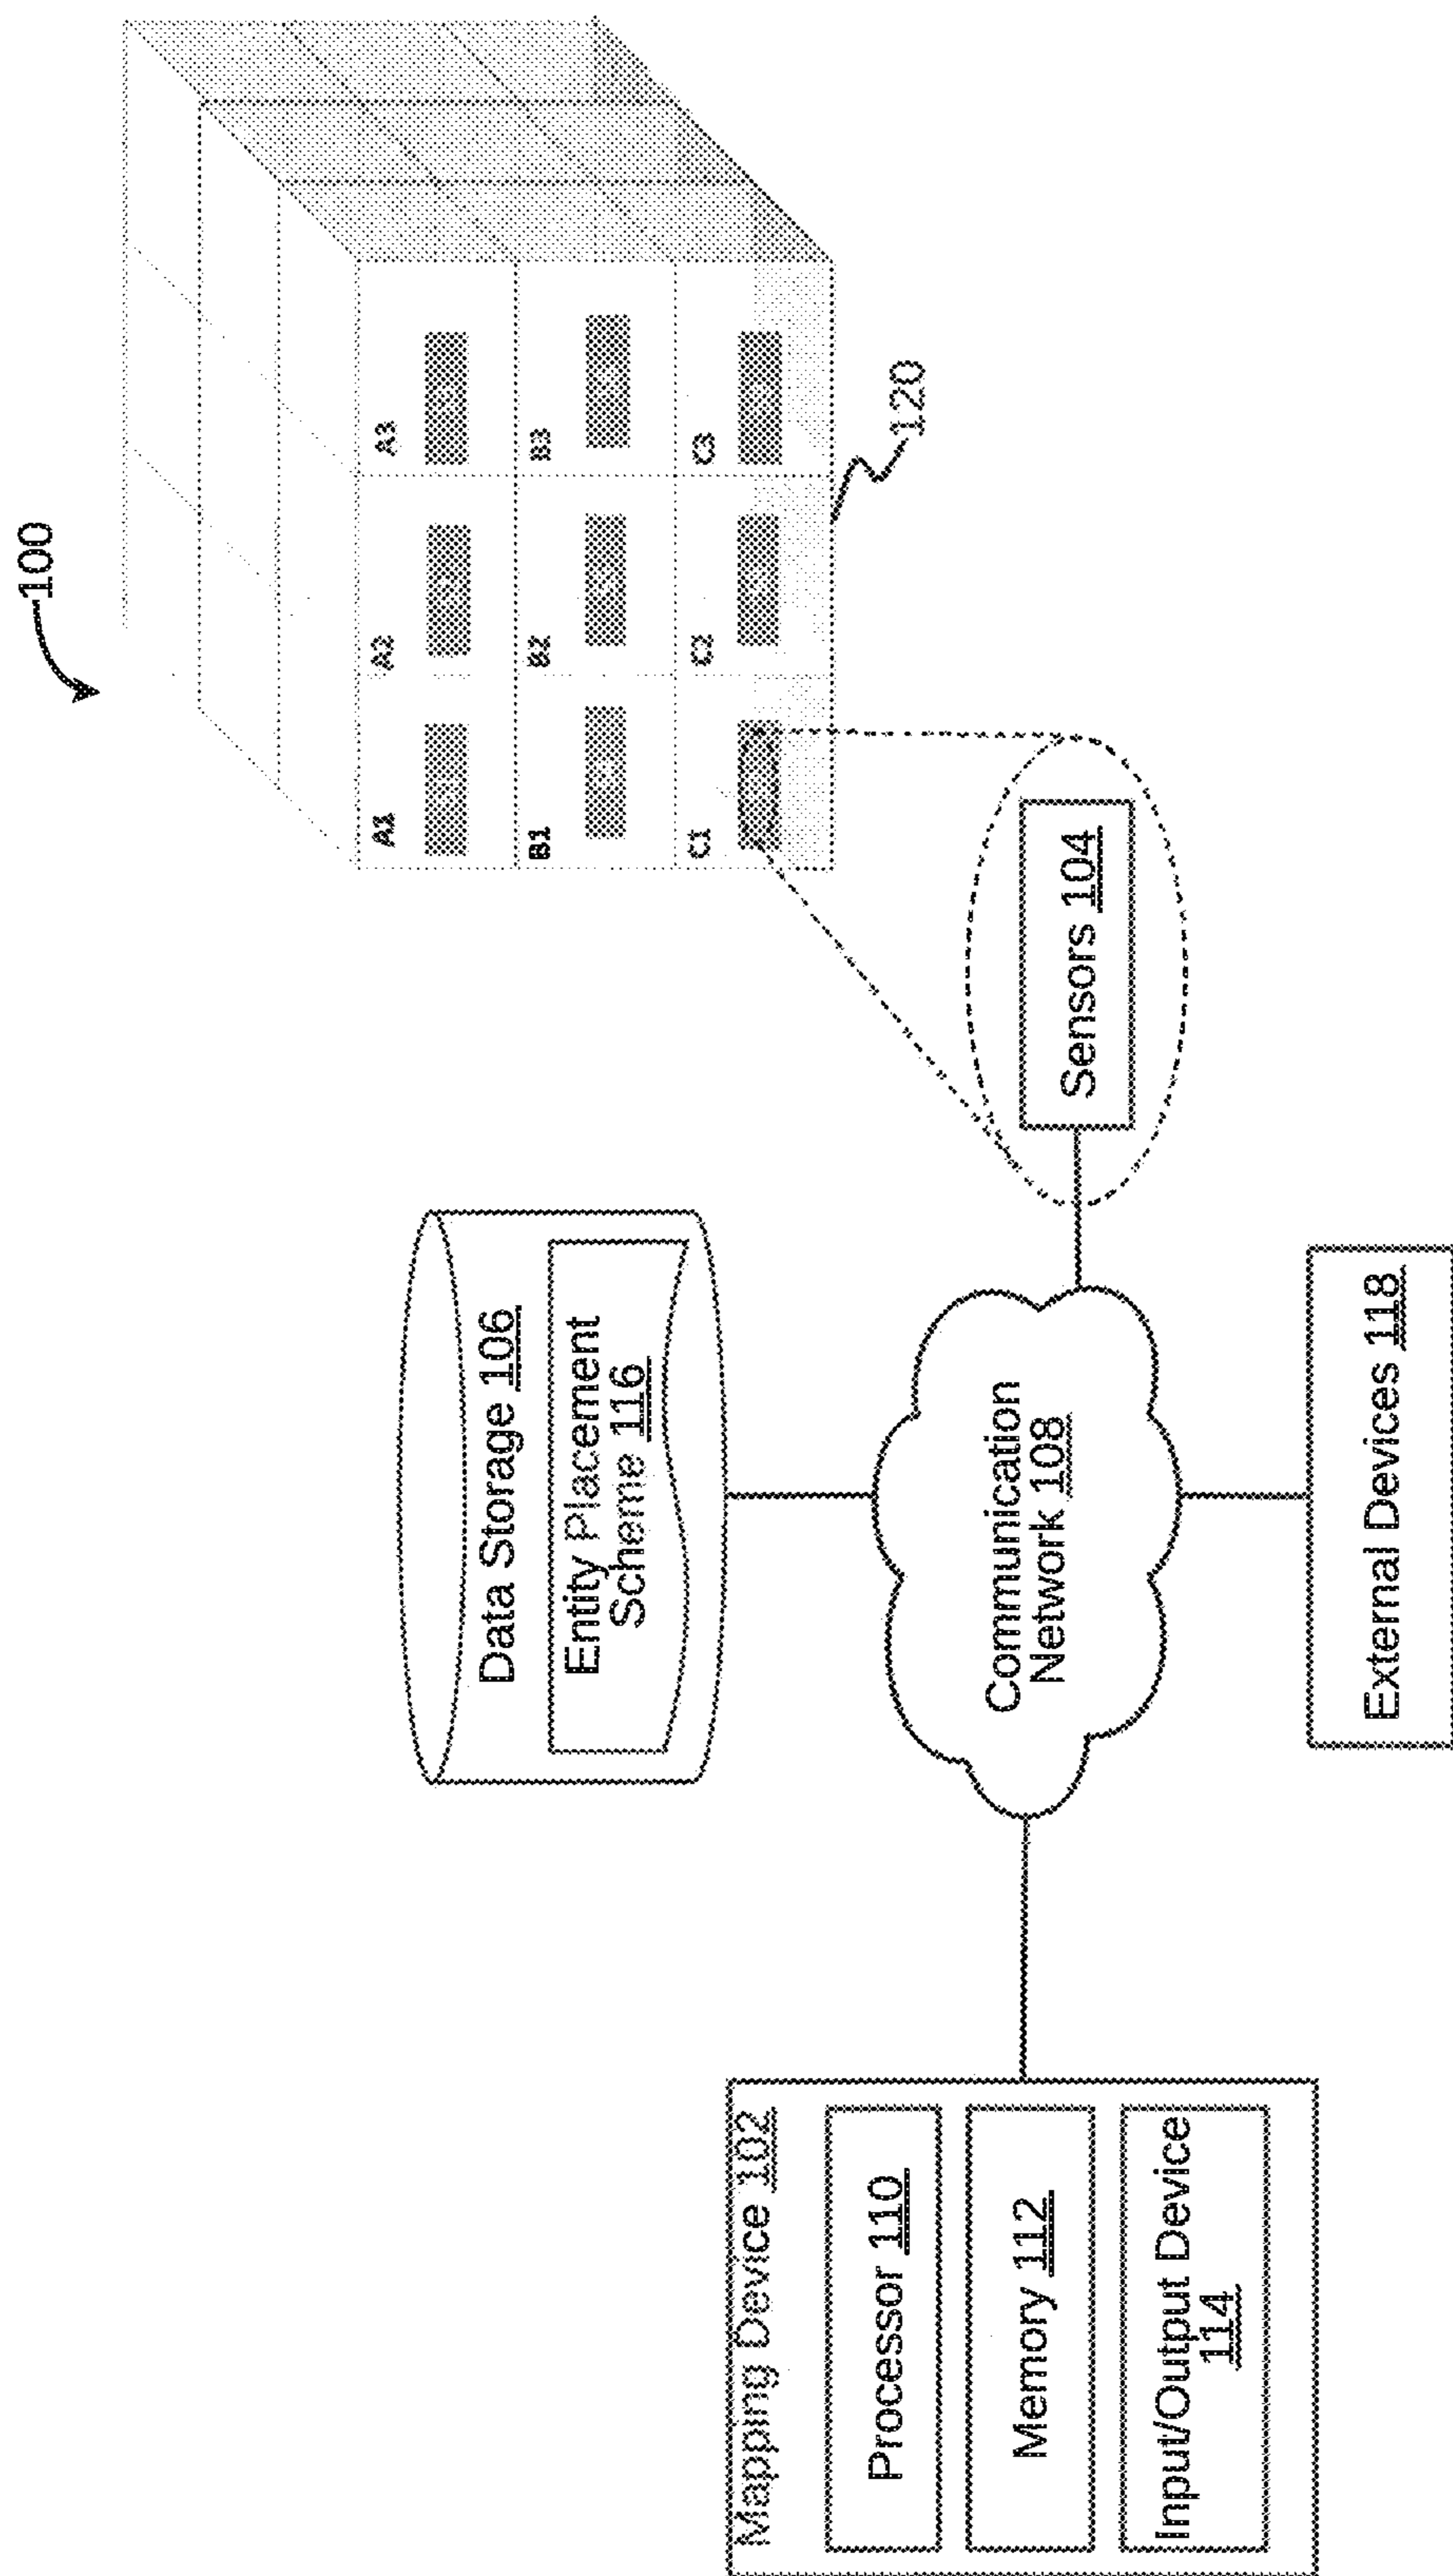 100
A1
A2
A3
B1
B2
B3
C1
C2
C3
120
Data Storage 106
Entity Placement
Scheme 116
Sensors 104
Communication
Network 108
Mapping Device 102
Processor 110
Memory 112
Input/Output Device
114
External Devices 118